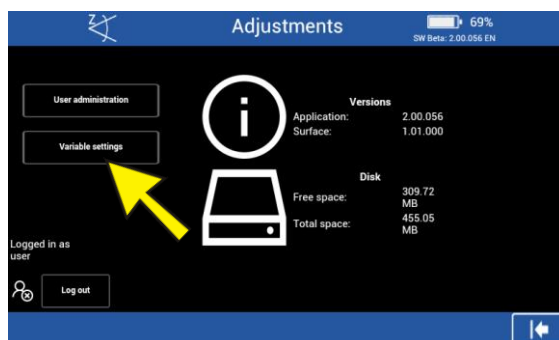 Adjustments
69%
SW Beta: 2.00.056 EN
User administration
Variable settings
Versions
Application: 2.00.056
Surface: 1.01.000
Disk
Free space: 309.72
MB
Total space: 455.05
MB
Logged in as
user
Log out